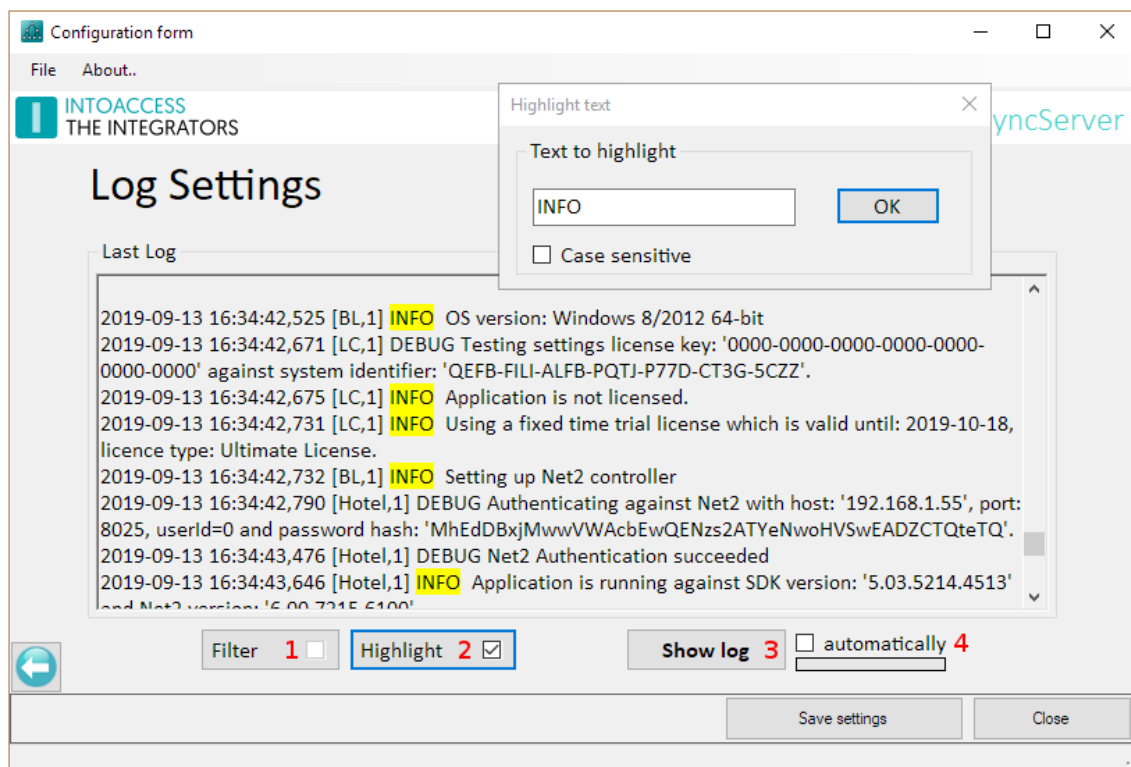 Configuration form
File About..
INTOACCESS
THE INTEGRATORS
yncServer
Highlight text
Text to highlight
INFO
OK
Case sensitive
Log Settings
Last Log
2019-09-13 16:34:42,525 [BL,1] INFO OS version: Windows 8/2012 64-bit
2019-09-13 16:34:42,671 [LC,1] DEBUG Testing settings license key: '0000-0000-0000-0000-0000-
0000-0000' against system identifier: 'QEFB-FILI-ALFB-PQTJ-P77D-CT3G-5CZZ'.
2019-09-13 16:34:42,675 [LC,1] INFO Application is not licensed.
2019-09-13 16:34:42,731 [LC,1] INFO Using a fixed time trial license which is valid until: 2019-10-18,
licence type: Ultimate License.
2019-09-13 16:34:42,732 [BL,1] INFO Setting up Net2 controller
2019-09-13 16:34:42,790 [Hotel,1] DEBUG Authenticating against Net2 with host: '192.168.1.55', port:
8025, userId=0 and password hash: 'MhEdDBxjMwwVWAcbEwQENzs2ATYeNwoHVSwEADZCTQteTQ'.
2019-09-13 16:34:43,476 [Hotel,1] DEBUG Net2 Authentication succeeded
2019-09-13 16:34:43,646 [Hotel,1] INFO Application is running against SDK version: '5.03.5214.4513'
and Net2 version: '6.00.7215.6100'
Filter 1
Highlight 2
Show log 3
automatically 4
Save settings
Close